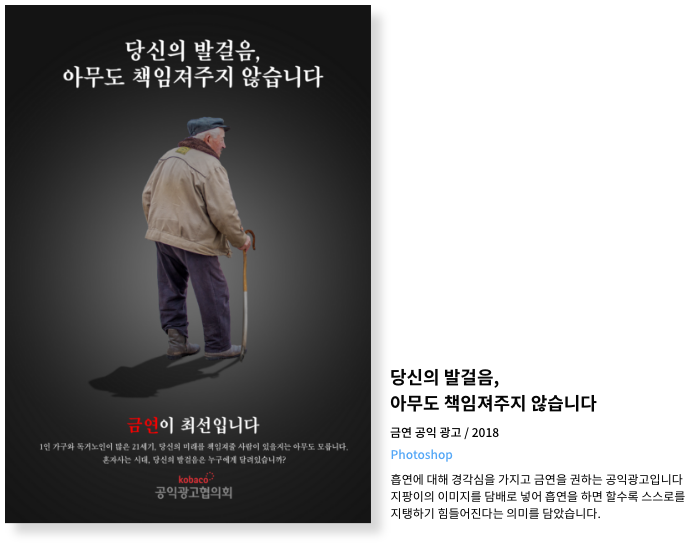 당신의 발걸음,
아무도 책임져주지 않습니다
금연이 최선입니다
1인 가구와 독거노인이 많은 21세기, 당신의 미래를 책임져줄 사람이 있을지는 아무도 모릅니다.
혼자사는 시대, 당신의 발걸음은 누구에게 달려있습니까?
kobaco
공익광고협의회
당신의 발걸음,
아무도 책임져주지 않습니다
금연 공익 광고 / 2018
Photoshop
흡연에 대해 경각심을 가지고 금연을 권하는 공익광고입니다
지팡이의 이미지를 담배로 넣어 흡연을 하면 할수록 스스로를
지탱하기 힘들어진다는 의미를 담았습니다.